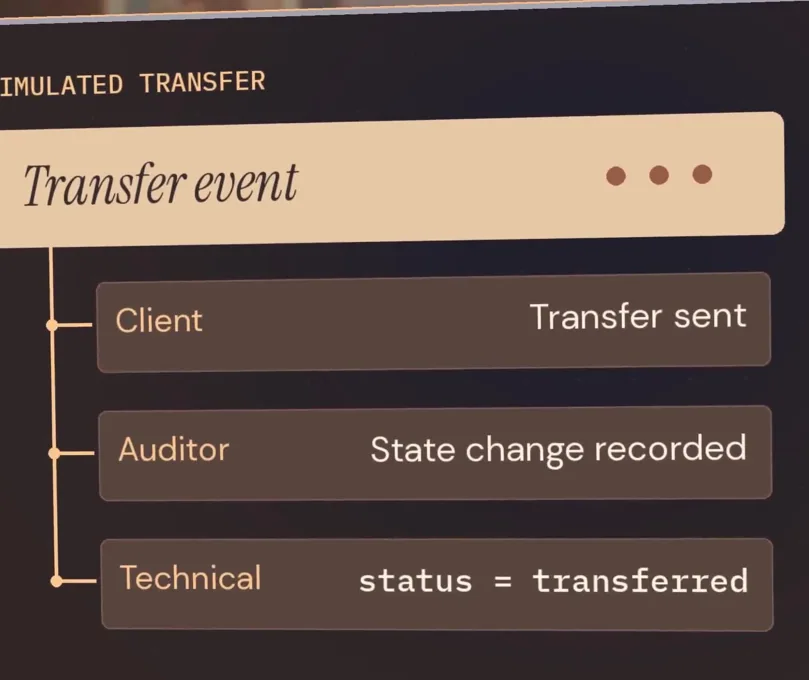 IMULATED TRANSFER
Transfer event
Client Transfer sent
Auditor State change recorded
Technical status = transferred